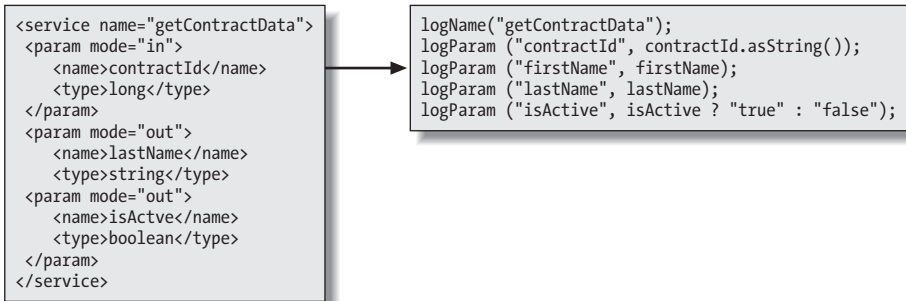 <service name="getContractData">
<param mode="in">
<name>contractId</name>
<type>long</type>
</param>
<param mode="out">
<name>lastName</name>
<type>string</type>
<param mode="out">
<name>isActve</name>
<type>boolean</type>
</param>
</service>
logName("getContractData");
logParam ("contractId", contractId.asString());
logParam ("firstName", firstName);
logParam ("lastName", lastName);
logParam ("isActive", isActive ? "true" : "false");